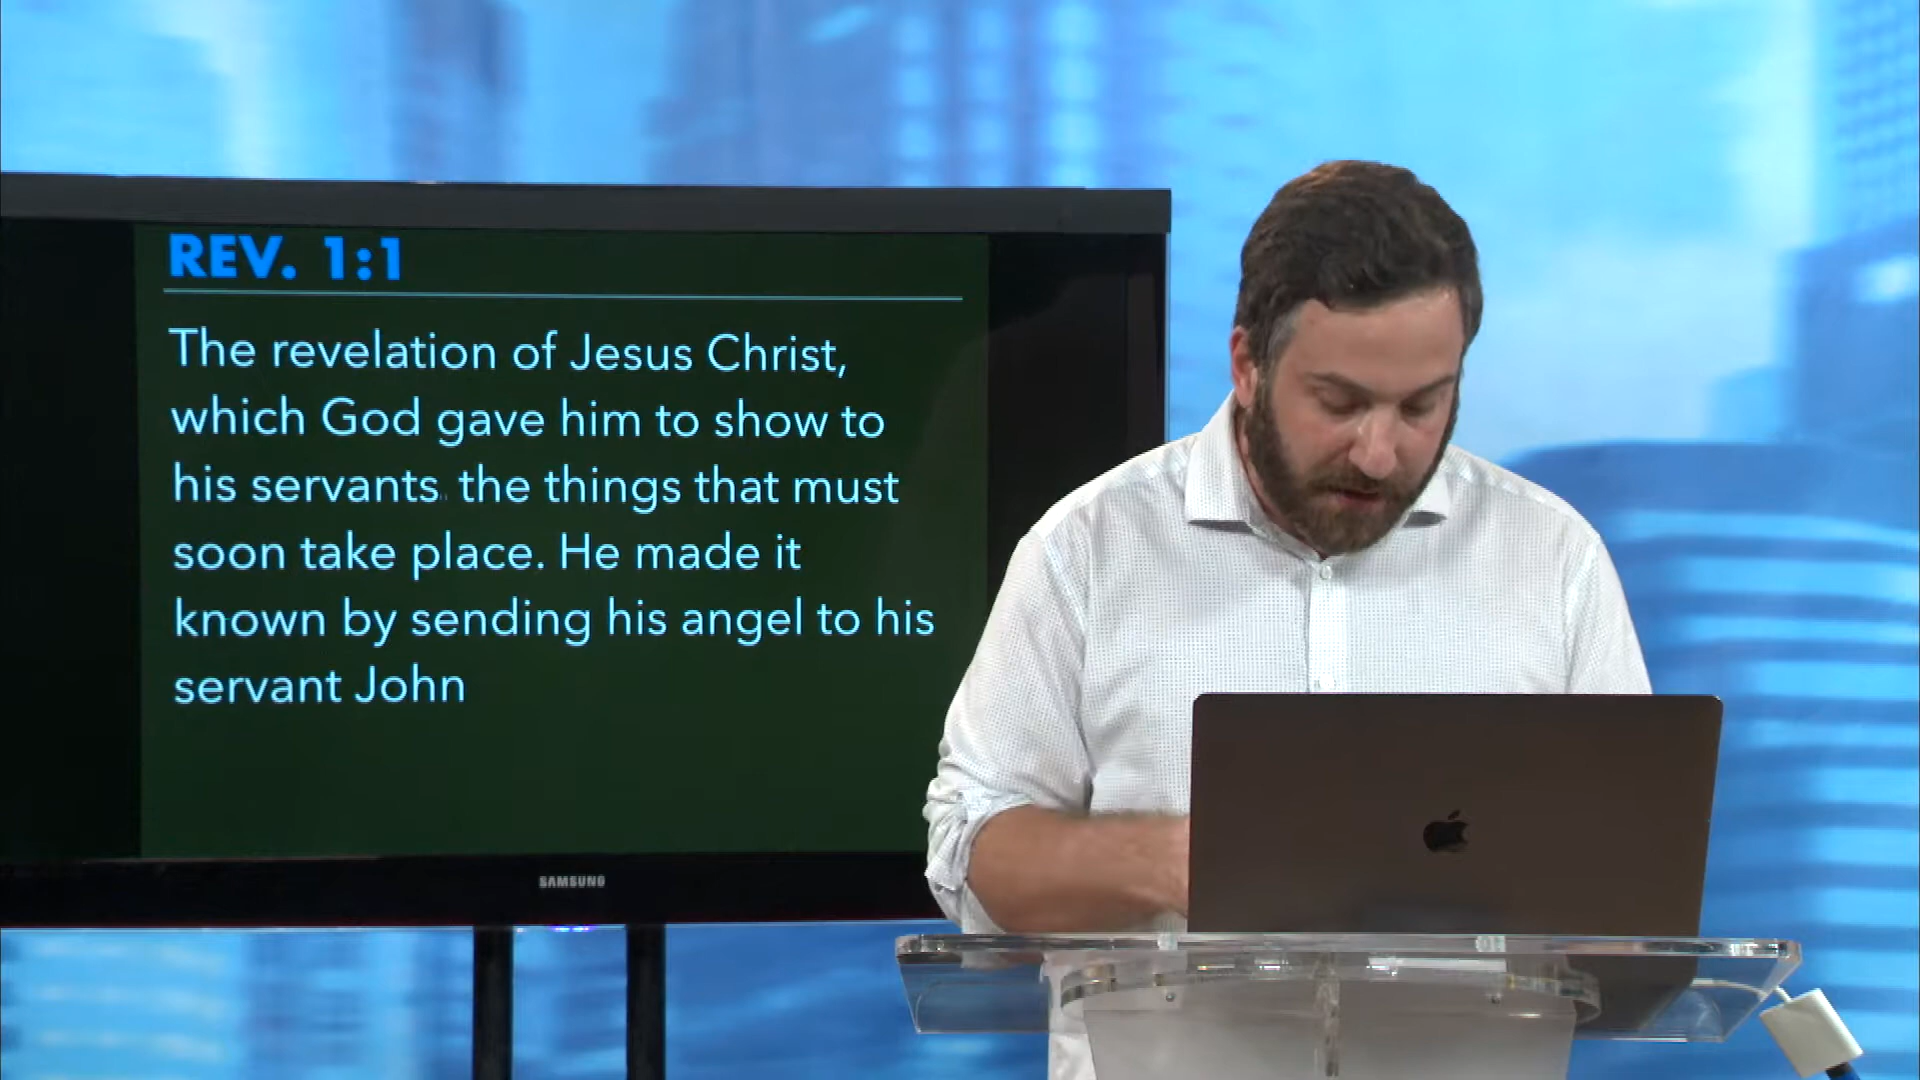 REV. 1:1
The revelation of Jesus Christ,
which God gave him to show to
his servants the things that must
soon take place. He made it
known by sending his angel to his
servant John
SAMSUNG